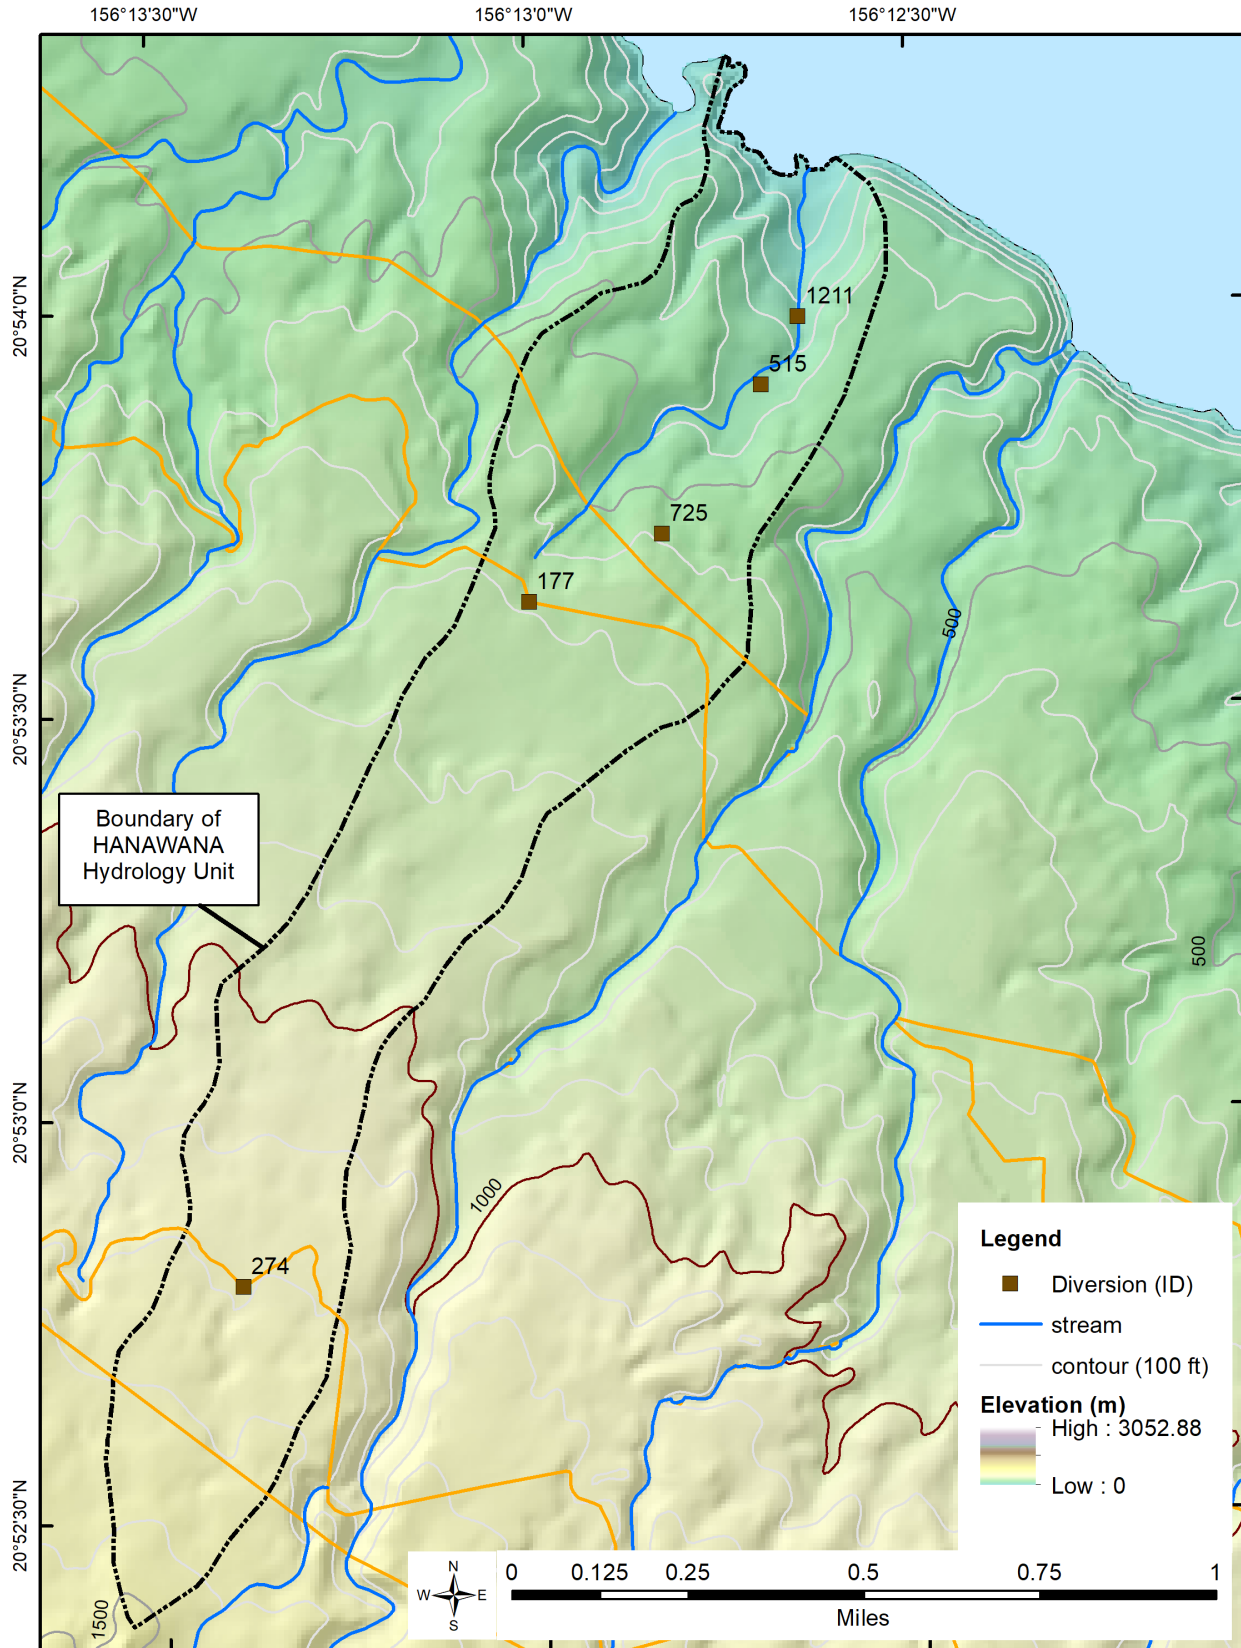 156°13'30"W
156°13'0"W
156°12'30"W
20°54'0"N
1211
515
725
177
500
20°53'30"N
Boundary of
HANAWANA
Hydrology Unit
500
20°53'0"N
1000
274
Legend
Diversion (ID)
stream
contour (100 ft)
Elevation (m)
High : 3052.88
Low : 0
20°52'30"N
1500
N
W E
S
0 0.125 0.25 0.5 0.75 1
Miles